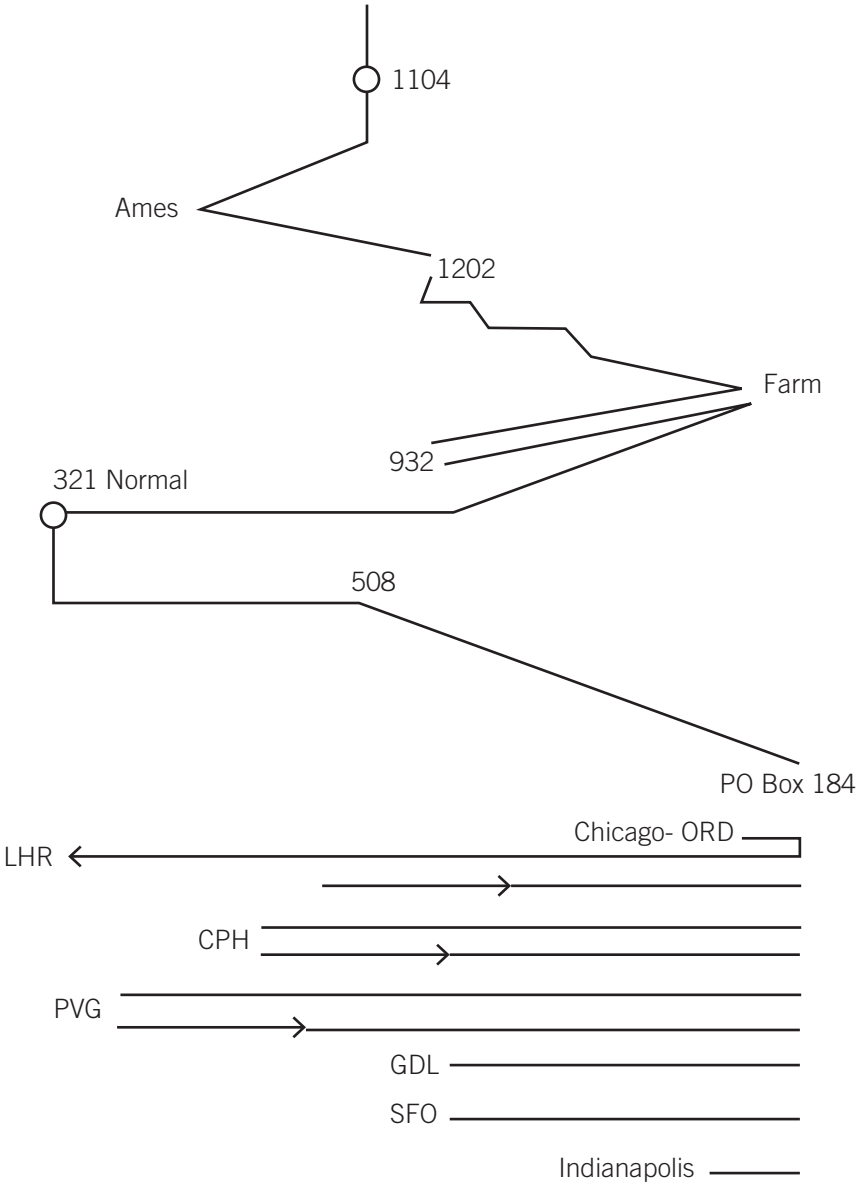 1104
Ames
1202
Farm
932
321 Normal
508
PO Box 184
Chicago- ORD
LHR
CPH
PVG
GDL
SFO
Indianapolis